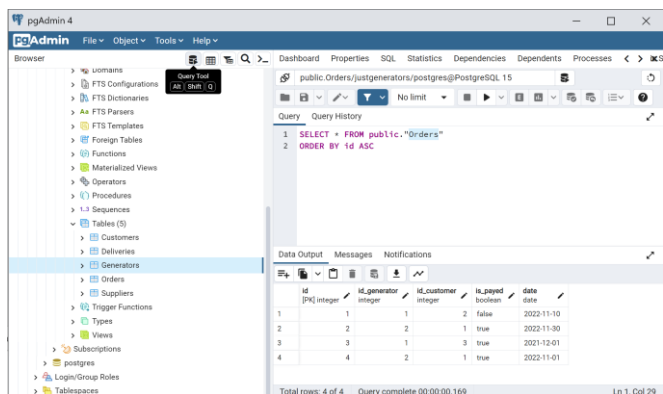 pgAdmin 4
pgAdmin File Object Tools Help
Browser
Query Tool
Alt Shift Q
Dashboard Properties SQL Statistics Dependencies Dependents Processes
public.Orders/justgenerators/postgres@PostgreSQL 15
No limit
Query Query History
1 SELECT * FROM public."Orders"
2 ORDER BY id ASC
Domains
FTS Configurations
FTS Dictionaries
Aa FTS Parsers
FTS Templates
Foreign Tables
Functions
Materialized Views
Operators
Procedures
1..3 Sequences
Tables (5)
Customers
Deliveries
Generators
Orders
Suppliers
Trigger Functions
Types
Views
Subscriptions
postgres
Login/Group Roles
Tablespaces
Data Output Messages Notifications
id id_generator id_customer is_payed date
[PK] integer integer integer boolean date
1 1 1 2 false 2022-11-10
2 2 2 1 true 2022-11-30
3 3 1 3 true 2021-12-01
4 4 2 1 true 2022-11-01
Total rows: 4 of 4 Query complete 00:00:00.169 Ln 1, Col 29